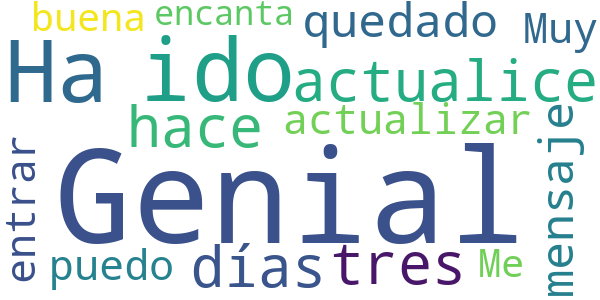 buena encanta quedado Muy
Ha ido actualice
hace actualizar
entrar Genial mensaje
puedo días tres Me